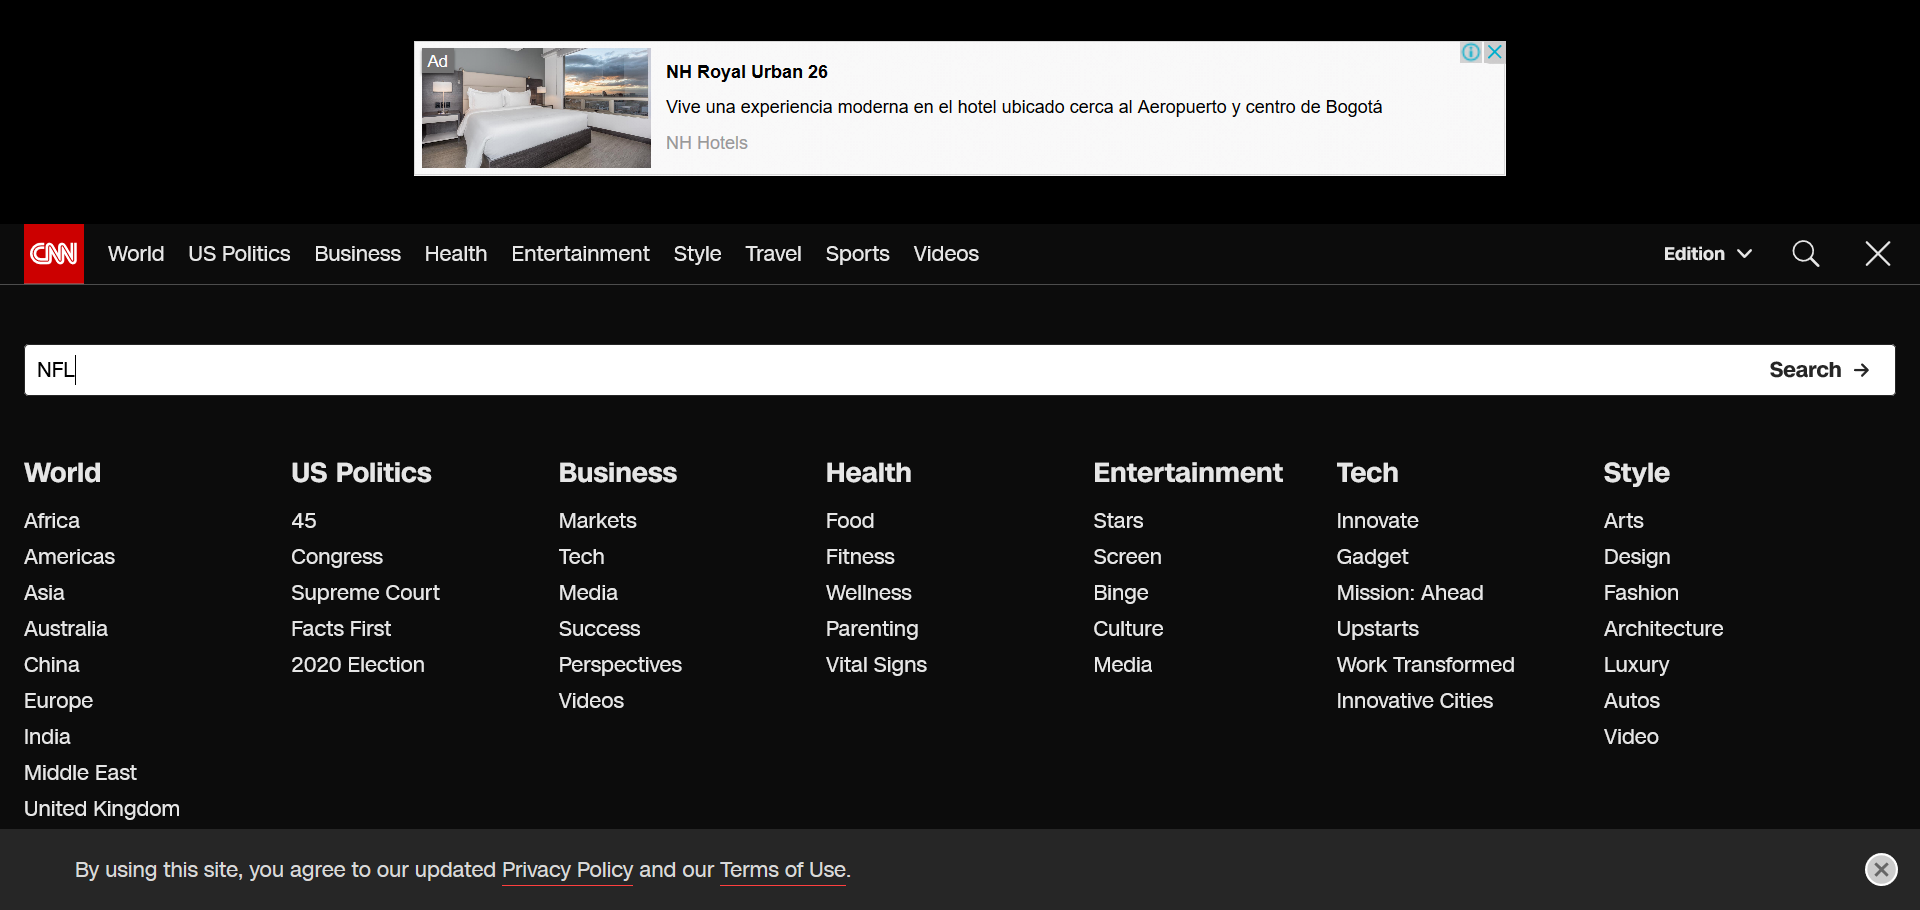 Ad
NH Royal Urban 26
Vive una experiencia moderna en el hotel ubicado cerca al Aeropuerto y centro de Bogotá
NH Hotels
CNN World US Politics Business Health Entertainment Style Travel Sports Videos Edition
NFL Search →
World
Africa
Americas
Asia
Australia
China
Europe
India
Middle East
United Kingdom
US Politics
45
Congress
Supreme Court
Facts First
2020 Election
Business
Markets
Tech
Media
Success
Perspectives
Videos
Health
Food
Fitness
Wellness
Parenting
Vital Signs
Entertainment
Stars
Screen
Binge
Culture
Media
Tech
Innovate
Gadget
Mission: Ahead
Upstarts
Work Transformed
Innovative Cities
Style
Arts
Design
Fashion
Architecture
Luxury
Autos
Video
By using this site, you agree to our updated Privacy Policy and our Terms of Use.